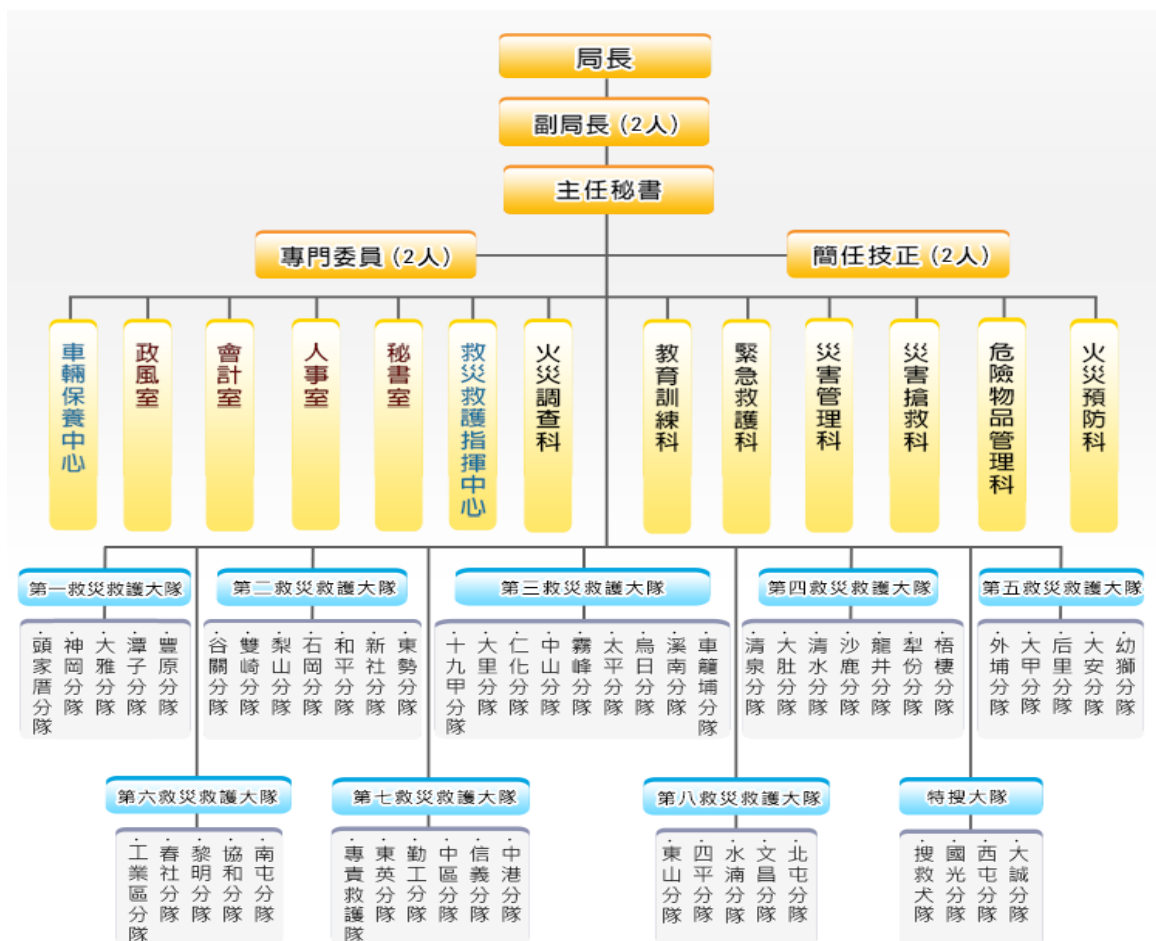 局長
副局長(2人)
主任秘書
專門委員(2人)
簡任技正(2人)
車輛保養中心
政風室
會計室
人事室
秘書室
救災救護指揮中心
火災調查科
教育訓練科
緊急救護科
災害管理科
災害搶救科
危險物品管理科
火災預防科
第一救災救護大隊
・頭家厝分隊
・神岡分隊
・大雅分隊
・潭子分隊
・豐原分隊
第二救災救護大隊
・谷關分隊
・雙崎分隊
・梨山分隊
・石岡分隊
・和平分隊
・新社分隊
・東勢分隊
第三救災救護大隊
・十九甲分隊
・大里分隊
・仁化分隊
・中山分隊
・霧峰分隊
・太平分隊
・烏日分隊
・溪南分隊
・車籠埔分隊
第四救災救護大隊
・清泉分隊
・大肚分隊
・清水分隊
・沙鹿分隊
・龍井分隊
・犁份分隊
・梧棲分隊
第五救災救護大隊
・外埔分隊
・大甲分隊
・后里分隊
・大安分隊
・幼獅分隊
第六救災救護大隊
・工業區分隊
・春社分隊
・黎明分隊
・協和分隊
・南屯分隊
第七救災救護大隊
・專責救護隊
・東英分隊
・勤工分隊
・中區分隊
・信義分隊
・中港分隊
第八救災救護大隊
・東山分隊
・四平分隊
・水湳分隊
・文昌分隊
・北屯分隊
特搜大隊
・搜救犬隊
・國光分隊
・西屯分隊
・大誠分隊